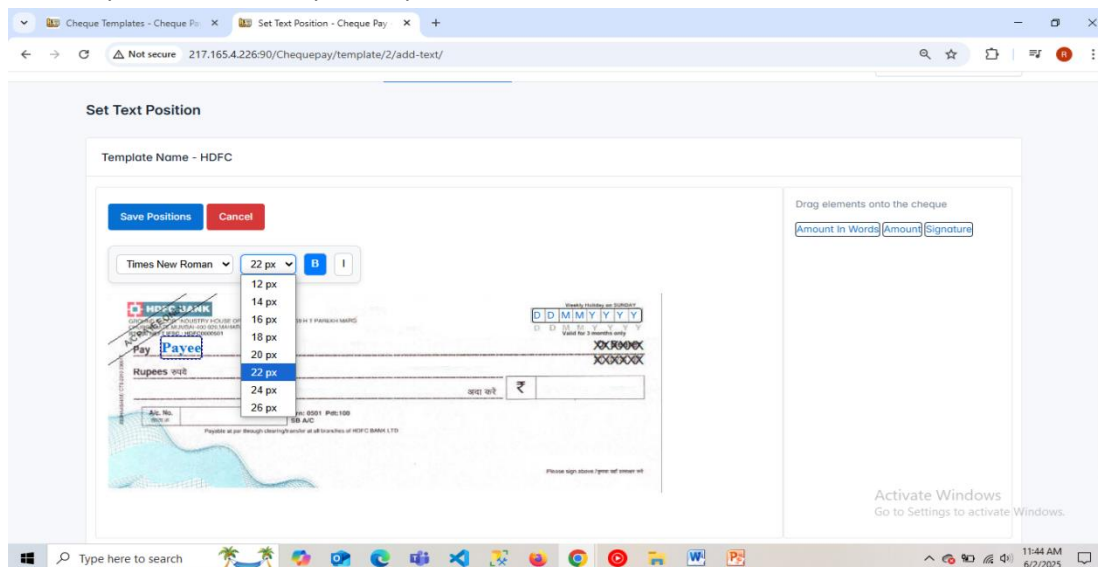 Cheque Templates - Cheque Pa
Set Text Position - Cheque Pay
Not secure 217.165.4.226:90/Chequepay/template/2/add-text/
R
Set Text Position
Template Name - HDFC
Save Positions Cancel
Drag elements onto the cheque
Amount In Words Amount Signature
Times New Roman 22 px B I
12 px
14 px
16 px
18 px
20 px
22 px
24 px
26 px
HDFC BANK
Weekly Holiday on SUNDAY
D D M M Y Y Y Y
D D M M Y Y Y Y
Valid for 3 months only
Pay Payee
Rupees रुपये
अदा करें ₹
A/c. No.
SB A/C
Payable at par through clearing/transfer at all branches of HDFC BANK LTD
Please sign above
Activate Windows
Go to Settings to activate Windows.
Type here to search
11:44 AM
6/2/2025